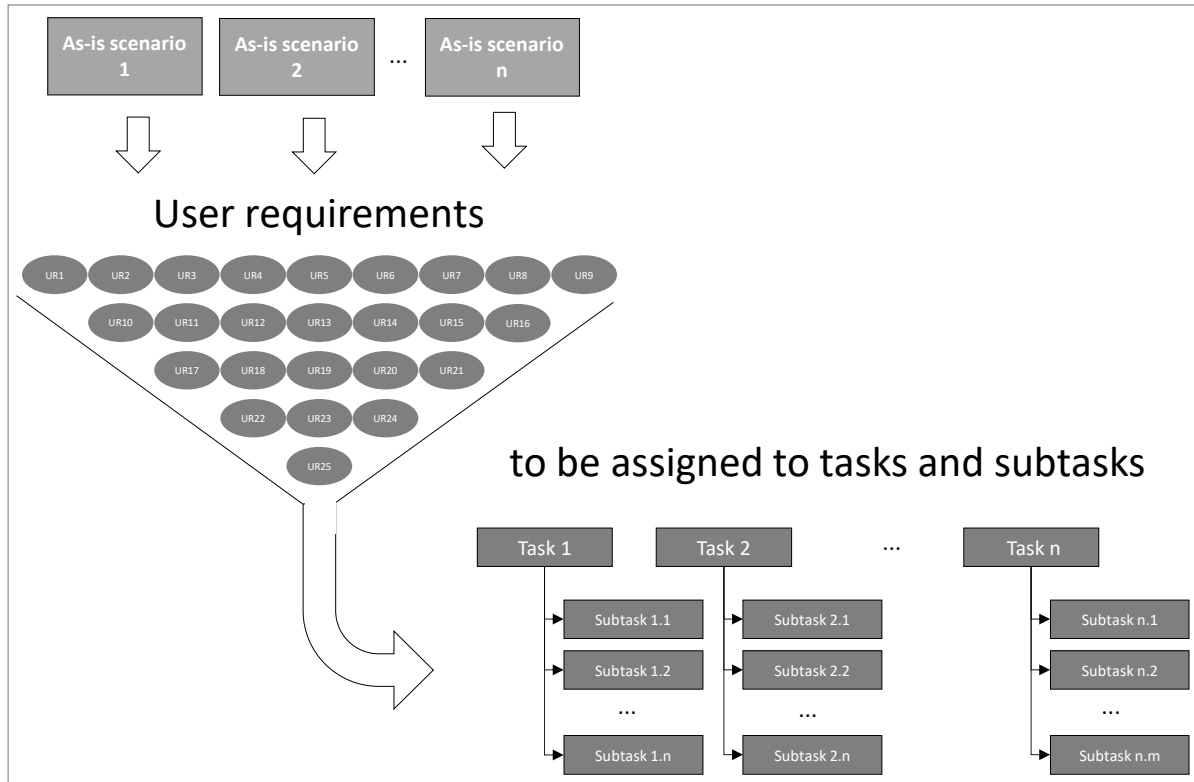 As-is scenario
1
As-is scenario
2
...
As-is scenario
n
User requirements
UR1 UR2 UR3 UR4 UR5 UR6 UR7 UR8 UR9
UR10 UR11 UR12 UR13 UR14 UR15 UR16
UR17 UR18 UR19 UR20 UR21
UR22 UR23 UR24
UR25
to be assigned to tasks and subtasks
Task 1 Task 2 ... Task n
Subtask 1.1 Subtask 2.1 Subtask n.1
Subtask 1.2 Subtask 2.2 Subtask n.2
... ... ...
Subtask 1.n Subtask 2.n Subtask n.m